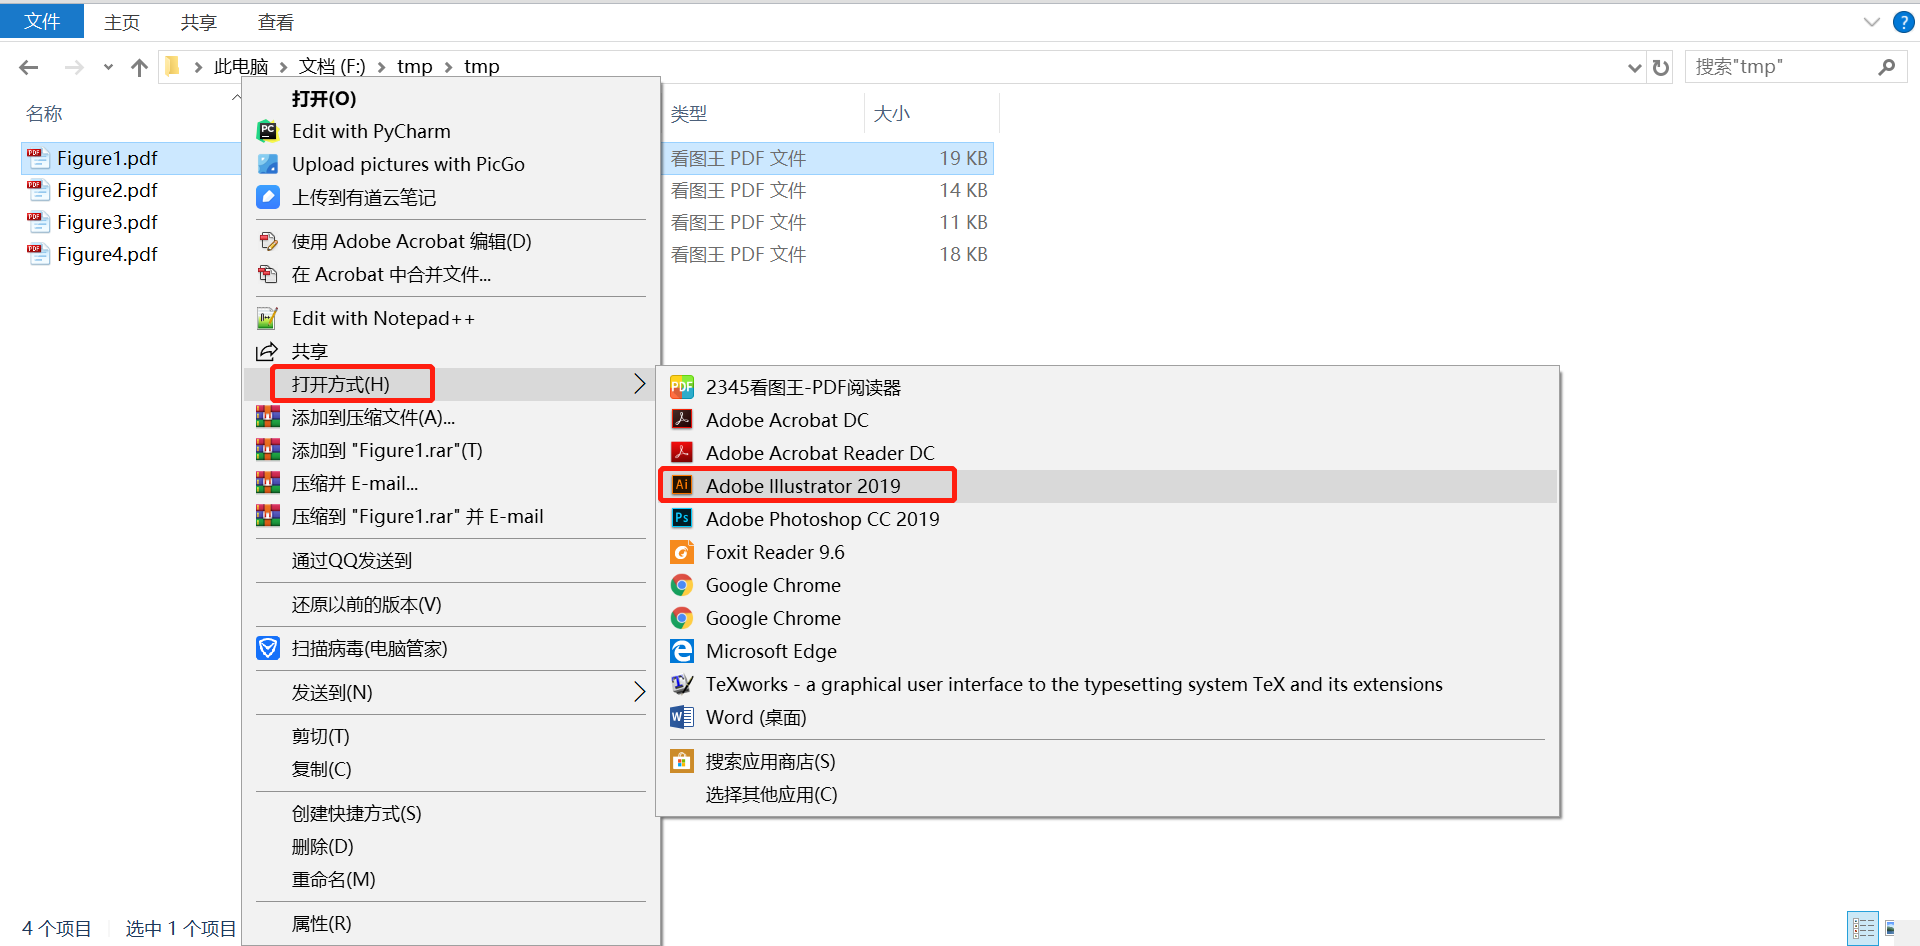 文件 主页 共享 查看
此电脑 文档 (F:) tmp tmp
搜索"tmp"
名称 类型 大小
Figure1.pdf 看图王 PDF 文件 19 KB
Figure2.pdf 看图王 PDF 文件 14 KB
Figure3.pdf 看图王 PDF 文件 11 KB
Figure4.pdf 看图王 PDF 文件 18 KB
打开(O)
Edit with PyCharm
Upload pictures with PicGo
上传到有道云笔记
使用 Adobe Acrobat 编辑(D)
在 Acrobat 中合并文件...
Edit with Notepad++
共享
打开方式(H)
添加到压缩文件(A)...
添加到 "Figure1.rar"(T)
压缩并 E-mail...
压缩到 "Figure1.rar" 并 E-mail
通过QQ发送到
还原以前的版本(V)
扫描病毒(电脑管家)
发送到(N)
剪切(T)
复制(C)
创建快捷方式(S)
删除(D)
重命名(M)
属性(R)
2345看图王-PDF阅读器
Adobe Acrobat DC
Adobe Acrobat Reader DC
Adobe Illustrator 2019
Adobe Photoshop CC 2019
Foxit Reader 9.6
Google Chrome
Google Chrome
Microsoft Edge
TeXworks - a graphical user interface to the typesetting system TeX and its extensions
Word (桌面)
搜索应用商店(S)
选择其他应用(C)
4 个项目 选中 1 个项目